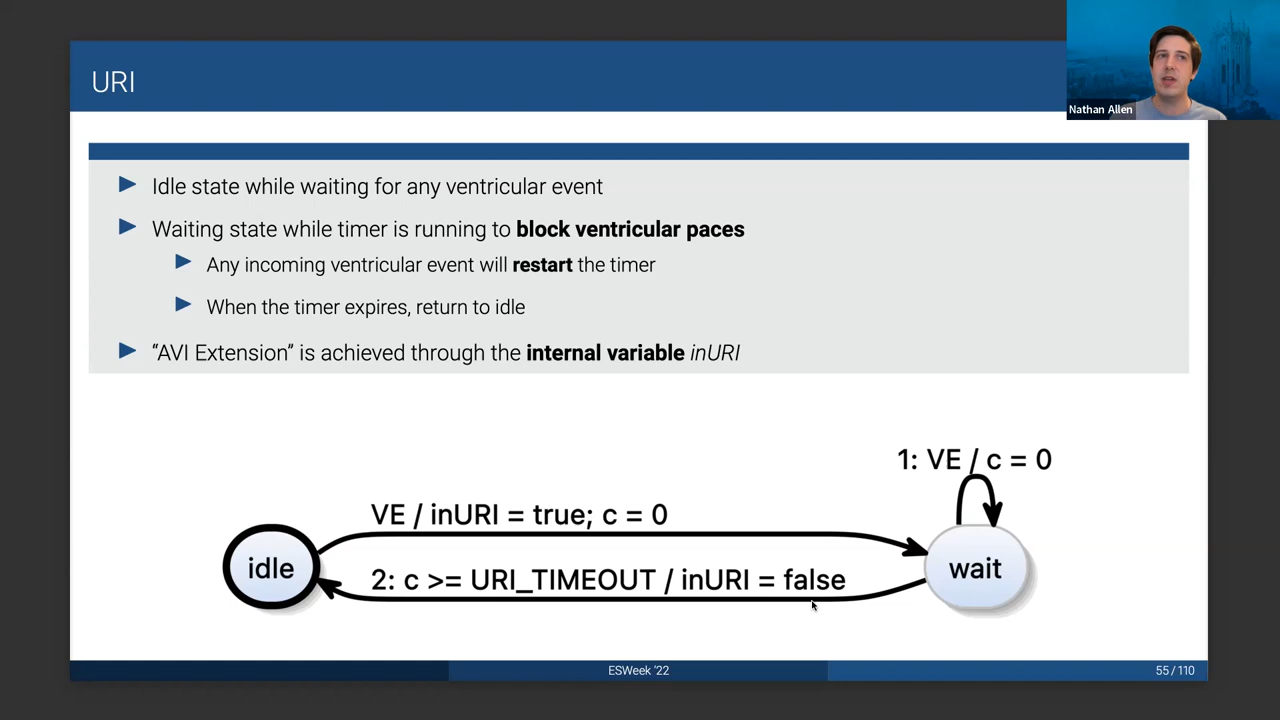 URI
Nathan Allen
Idle state while waiting for any ventricular event
Waiting state while timer is running to block ventricular paces
Any incoming ventricular event will restart the timer
When the timer expires, return to idle
“AVI Extension” is achieved through the internal variable inURI
1: VE / c = 0
VE / inURI = true; c = 0
idle
2: c >= URI_TIMEOUT / inURI = false
wait
ESWeek ’22
55 / 110